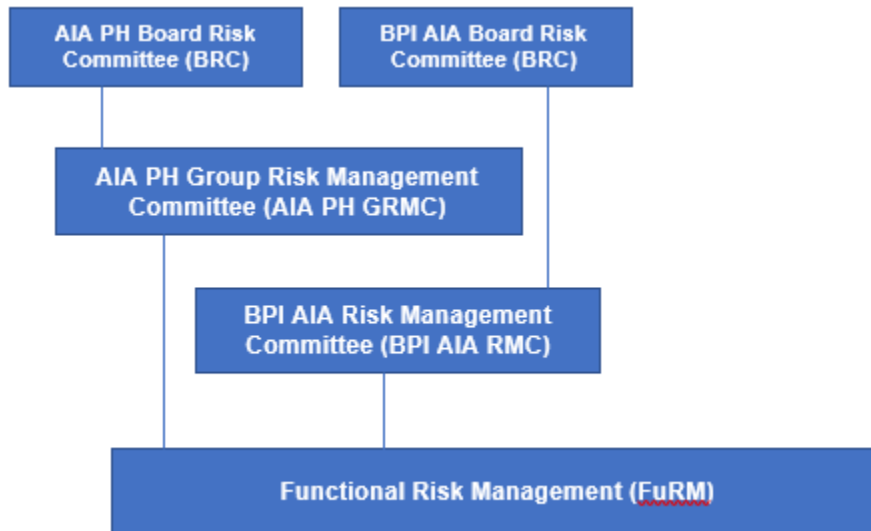 AIA PH Board Risk
Committee (BRC)
BPI AIA Board Risk
Committee (BRC)
AIA PH Group Risk Management
Committee (AIA PH GRMC)
BPI AIA Risk Management
Committee (BPI AIA RMC)
Functional Risk Management (FuRM)